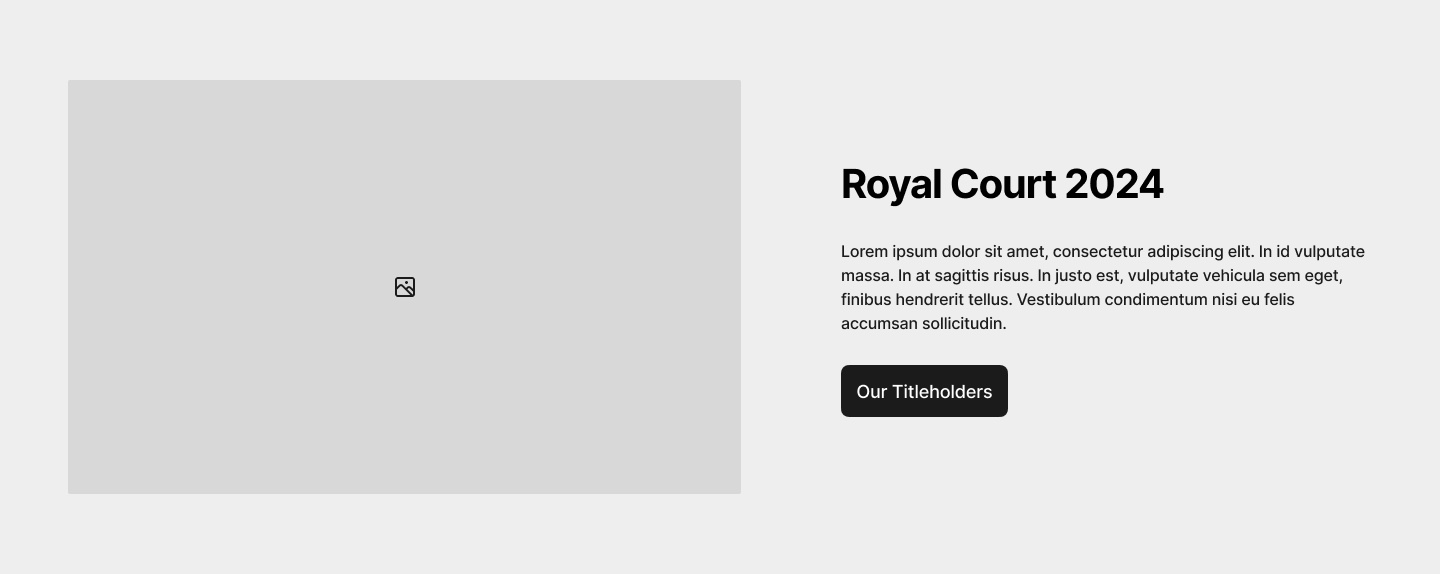 Royal Court 2024
Lorem ipsum dolor sit amet, consectetur adipiscing elit. In id vulputate
massa. In at sagittis risus. In justo est, vulputate vehicula sem eget,
finibus hendrerit tellus. Vestibulum condimentum nisi eu felis
accumsan sollicitudin.
Our Titleholders